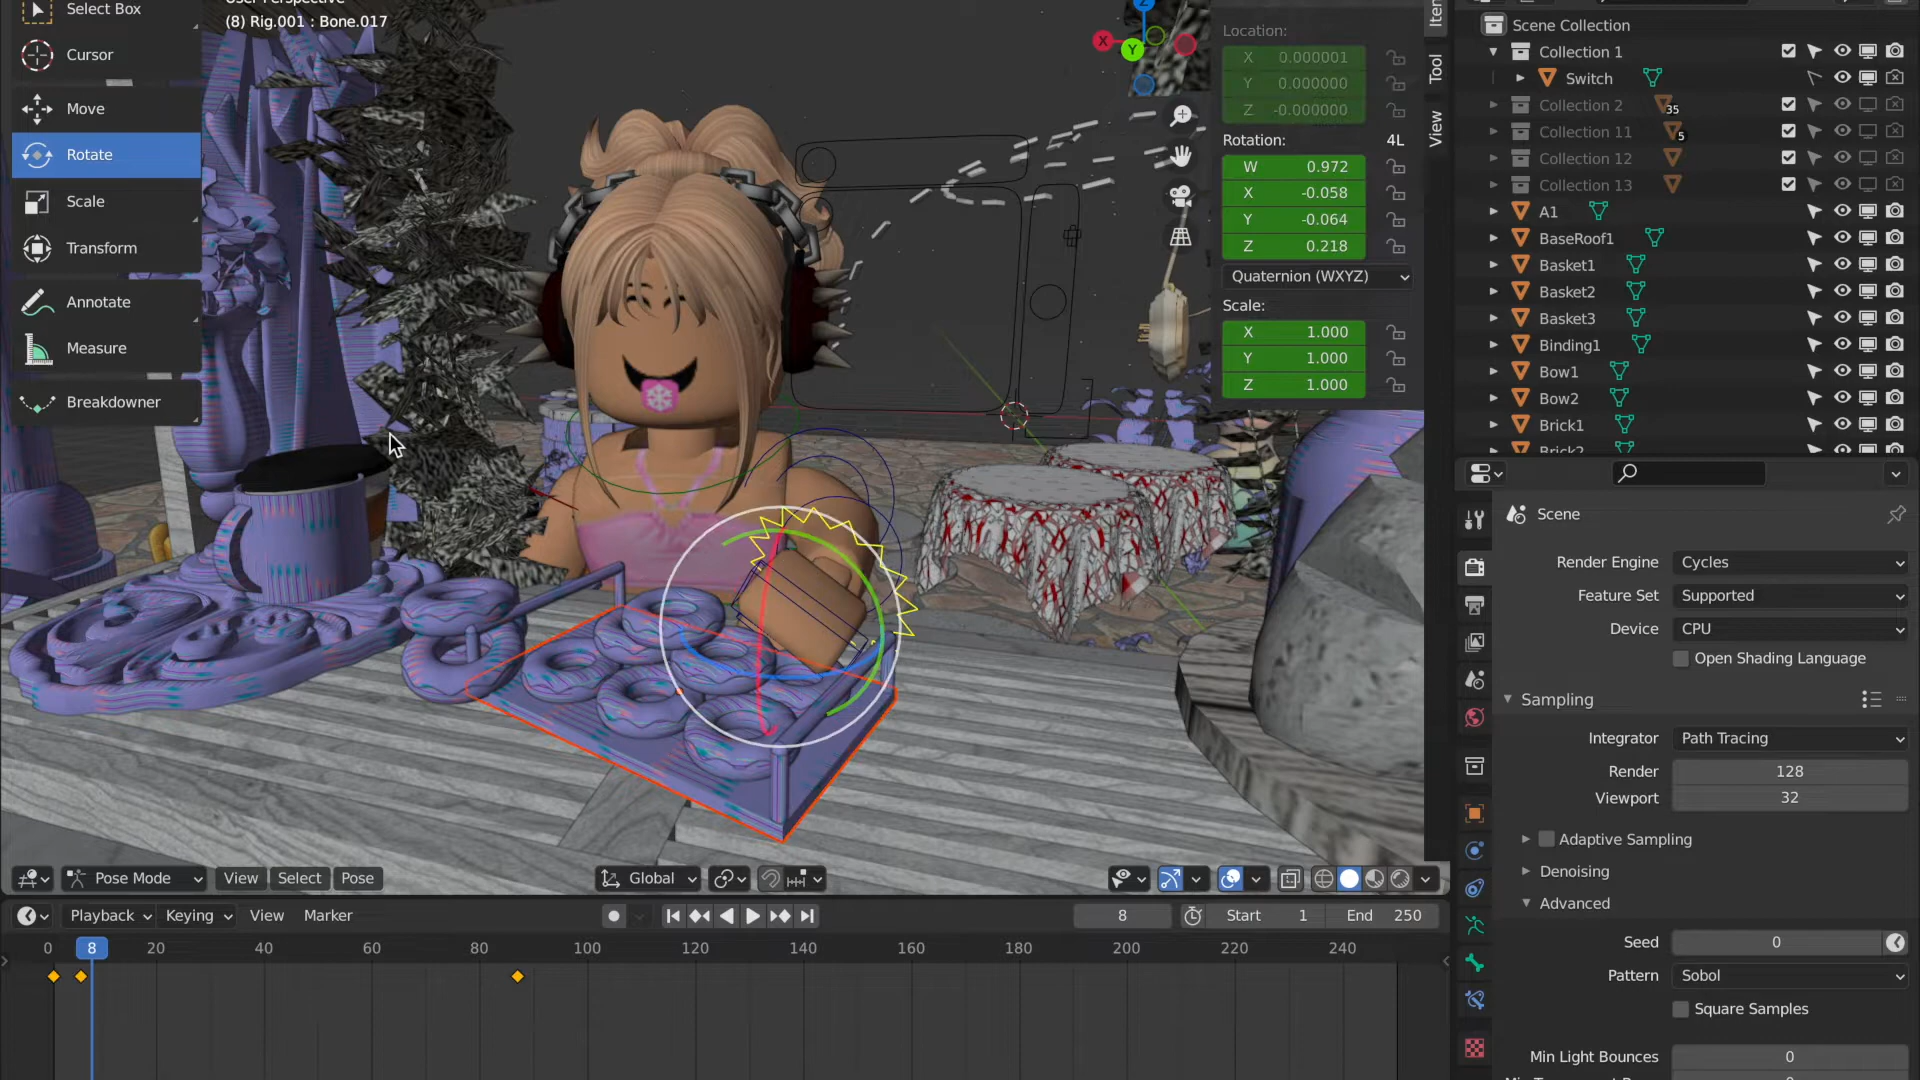 Select Box
(8) Rig.001 : Bone.017
Cursor
Move
Rotate
Scale
Transform
Annotate
Measure
Breakdowner
X
Y
Z
Location:
X 0.000001
Y 0.000000
Z -0.000000
Rotation: 4L
W 0.972
X -0.058
Y -0.064
Z 0.218
Quaternion (WXYZ)
Scale:
X 1.000
Y 1.000
Z 1.000
Item
Tool
View
Scene Collection
Collection 1
Switch
Collection 2 35
Collection 11 5
Collection 12
Collection 13
A1
BaseRoof1
Basket1
Basket2
Basket3
Binding1
Bow1
Bow2
Brick1
Brick2
Scene
Render Engine Cycles
Feature Set Supported
Device CPU
Open Shading Language
Sampling
Integrator Path Tracing
Render 128
Viewport 32
Adaptive Sampling
Denoising
Advanced
Seed 0
Pattern Sobol
Square Samples
Min Light Bounces 0
Pose Mode View Select Pose Global
Playback Keying View Marker 8 Start 1 End 250
0 8 20 40 60 80 100 120 140 160 180 200 220 240